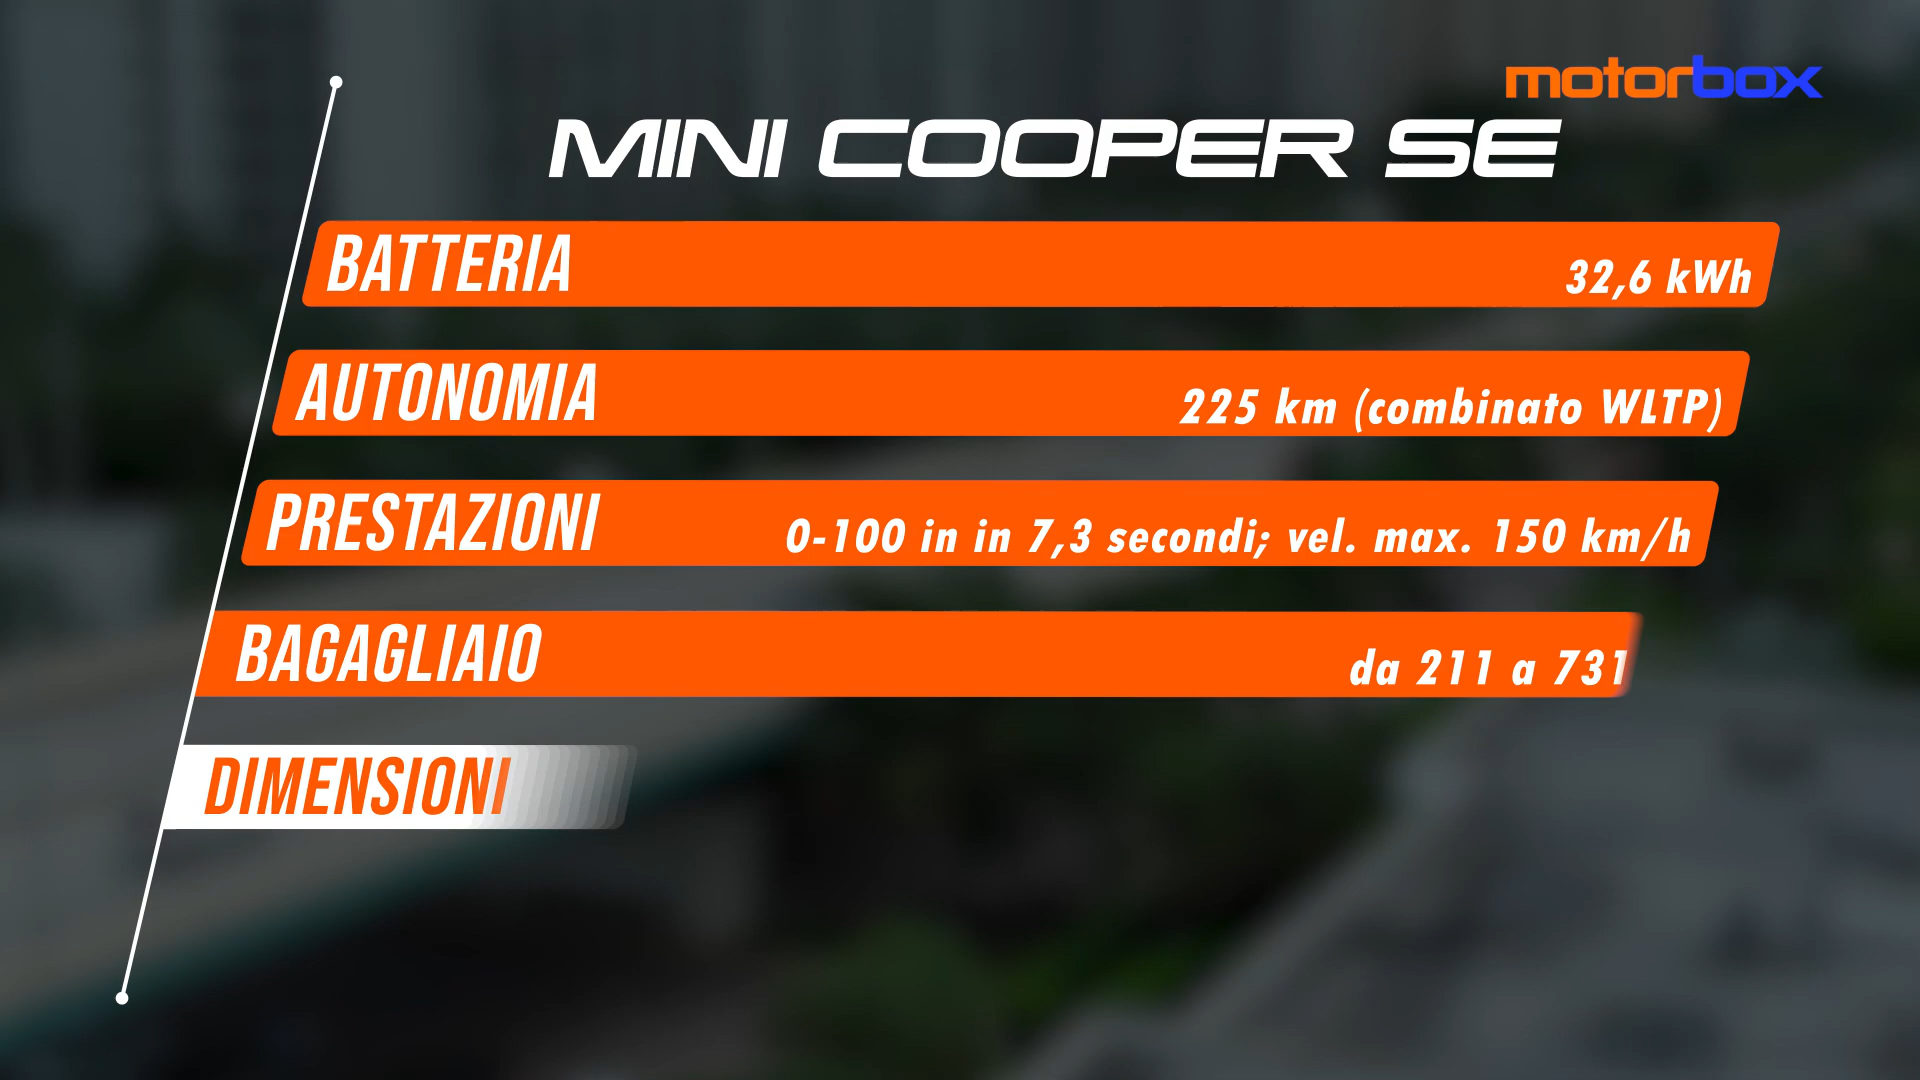 motorbox
MINI COOPER SE
BATTERIA
32,6 kWh
AUTONOMIA
225 km (combinato WLTP)
PRESTAZIONI
0-100 in in 7,3 secondi; vel. max. 150 km/h
BAGAGLIAIO
da 211 a 731
DIMENSIONI